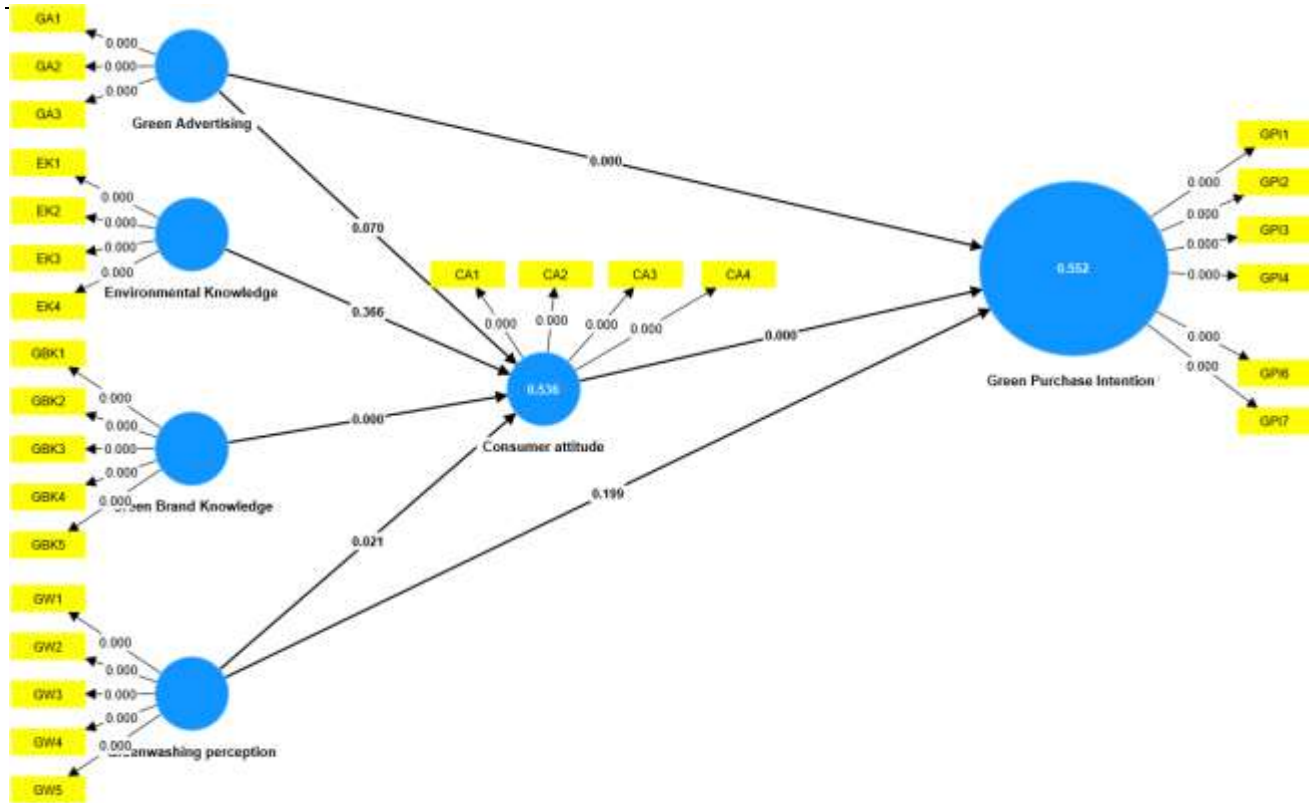 GA1
0.000
GA2
0.000
0.000
GA3
Green Advertising
EK1
0.000
EK2
0.000
EK3
0.000
0.000
EK4
Environmental Knowledge
GBK1
0.000
GBK2
0.000
GBK3
0.000
GBK4
0.000
0.000
GBK5
Green Brand Knowledge
GW1
0.000
GW2
0.000
GW3
0.000
GW4
0.000
0.000
GW5
Greenwashing perception
0.000
0.070
0.366
0.000
0.021
0.199
0.000
CA1
CA2
CA3
CA4
0.000
0.000
0.000
0.000
0.536
Consumer attitude
0.552
Green Purchase Intention
GPI1
0.000
GPI2
0.000
GPI3
0.000
GPI4
0.000
0.000
GPI6
0.000
GPI7